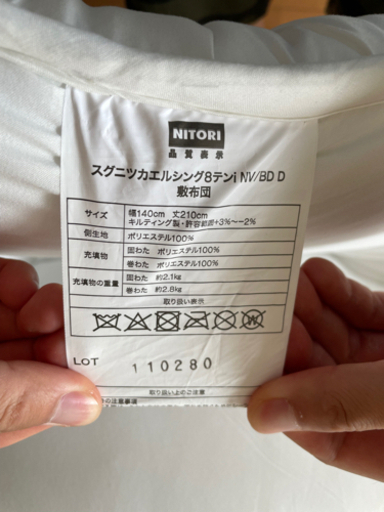 NITORI
品質表示
スグニツカエルシング8テンi NV/BD D
敷布団
サイズ 幅140cm 丈210cm
キルティング製・許容範囲+3%~-2%
側生地 ポリエステル100%
充填物 固わた ポリエステル100%
巻わた ポリエステル100%
充填物の重量 固わた 約2.1kg
巻わた 約2.8kg
取り扱い表示
LOT 110280
取り扱い上のご注意
の注意事項